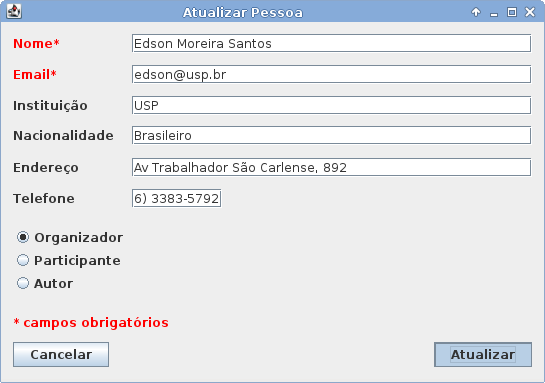 Atualizar Pessoa
Nome* Edson Moreira Santos
Email* edson@usp.br
Instituição USP
Nacionalidade Brasileiro
Endereço Av Trabalhador São Carlense, 892
Telefone 6) 3383-5792
Organizador
Participante
Autor
* campos obrigatórios
Cancelar Atualizar